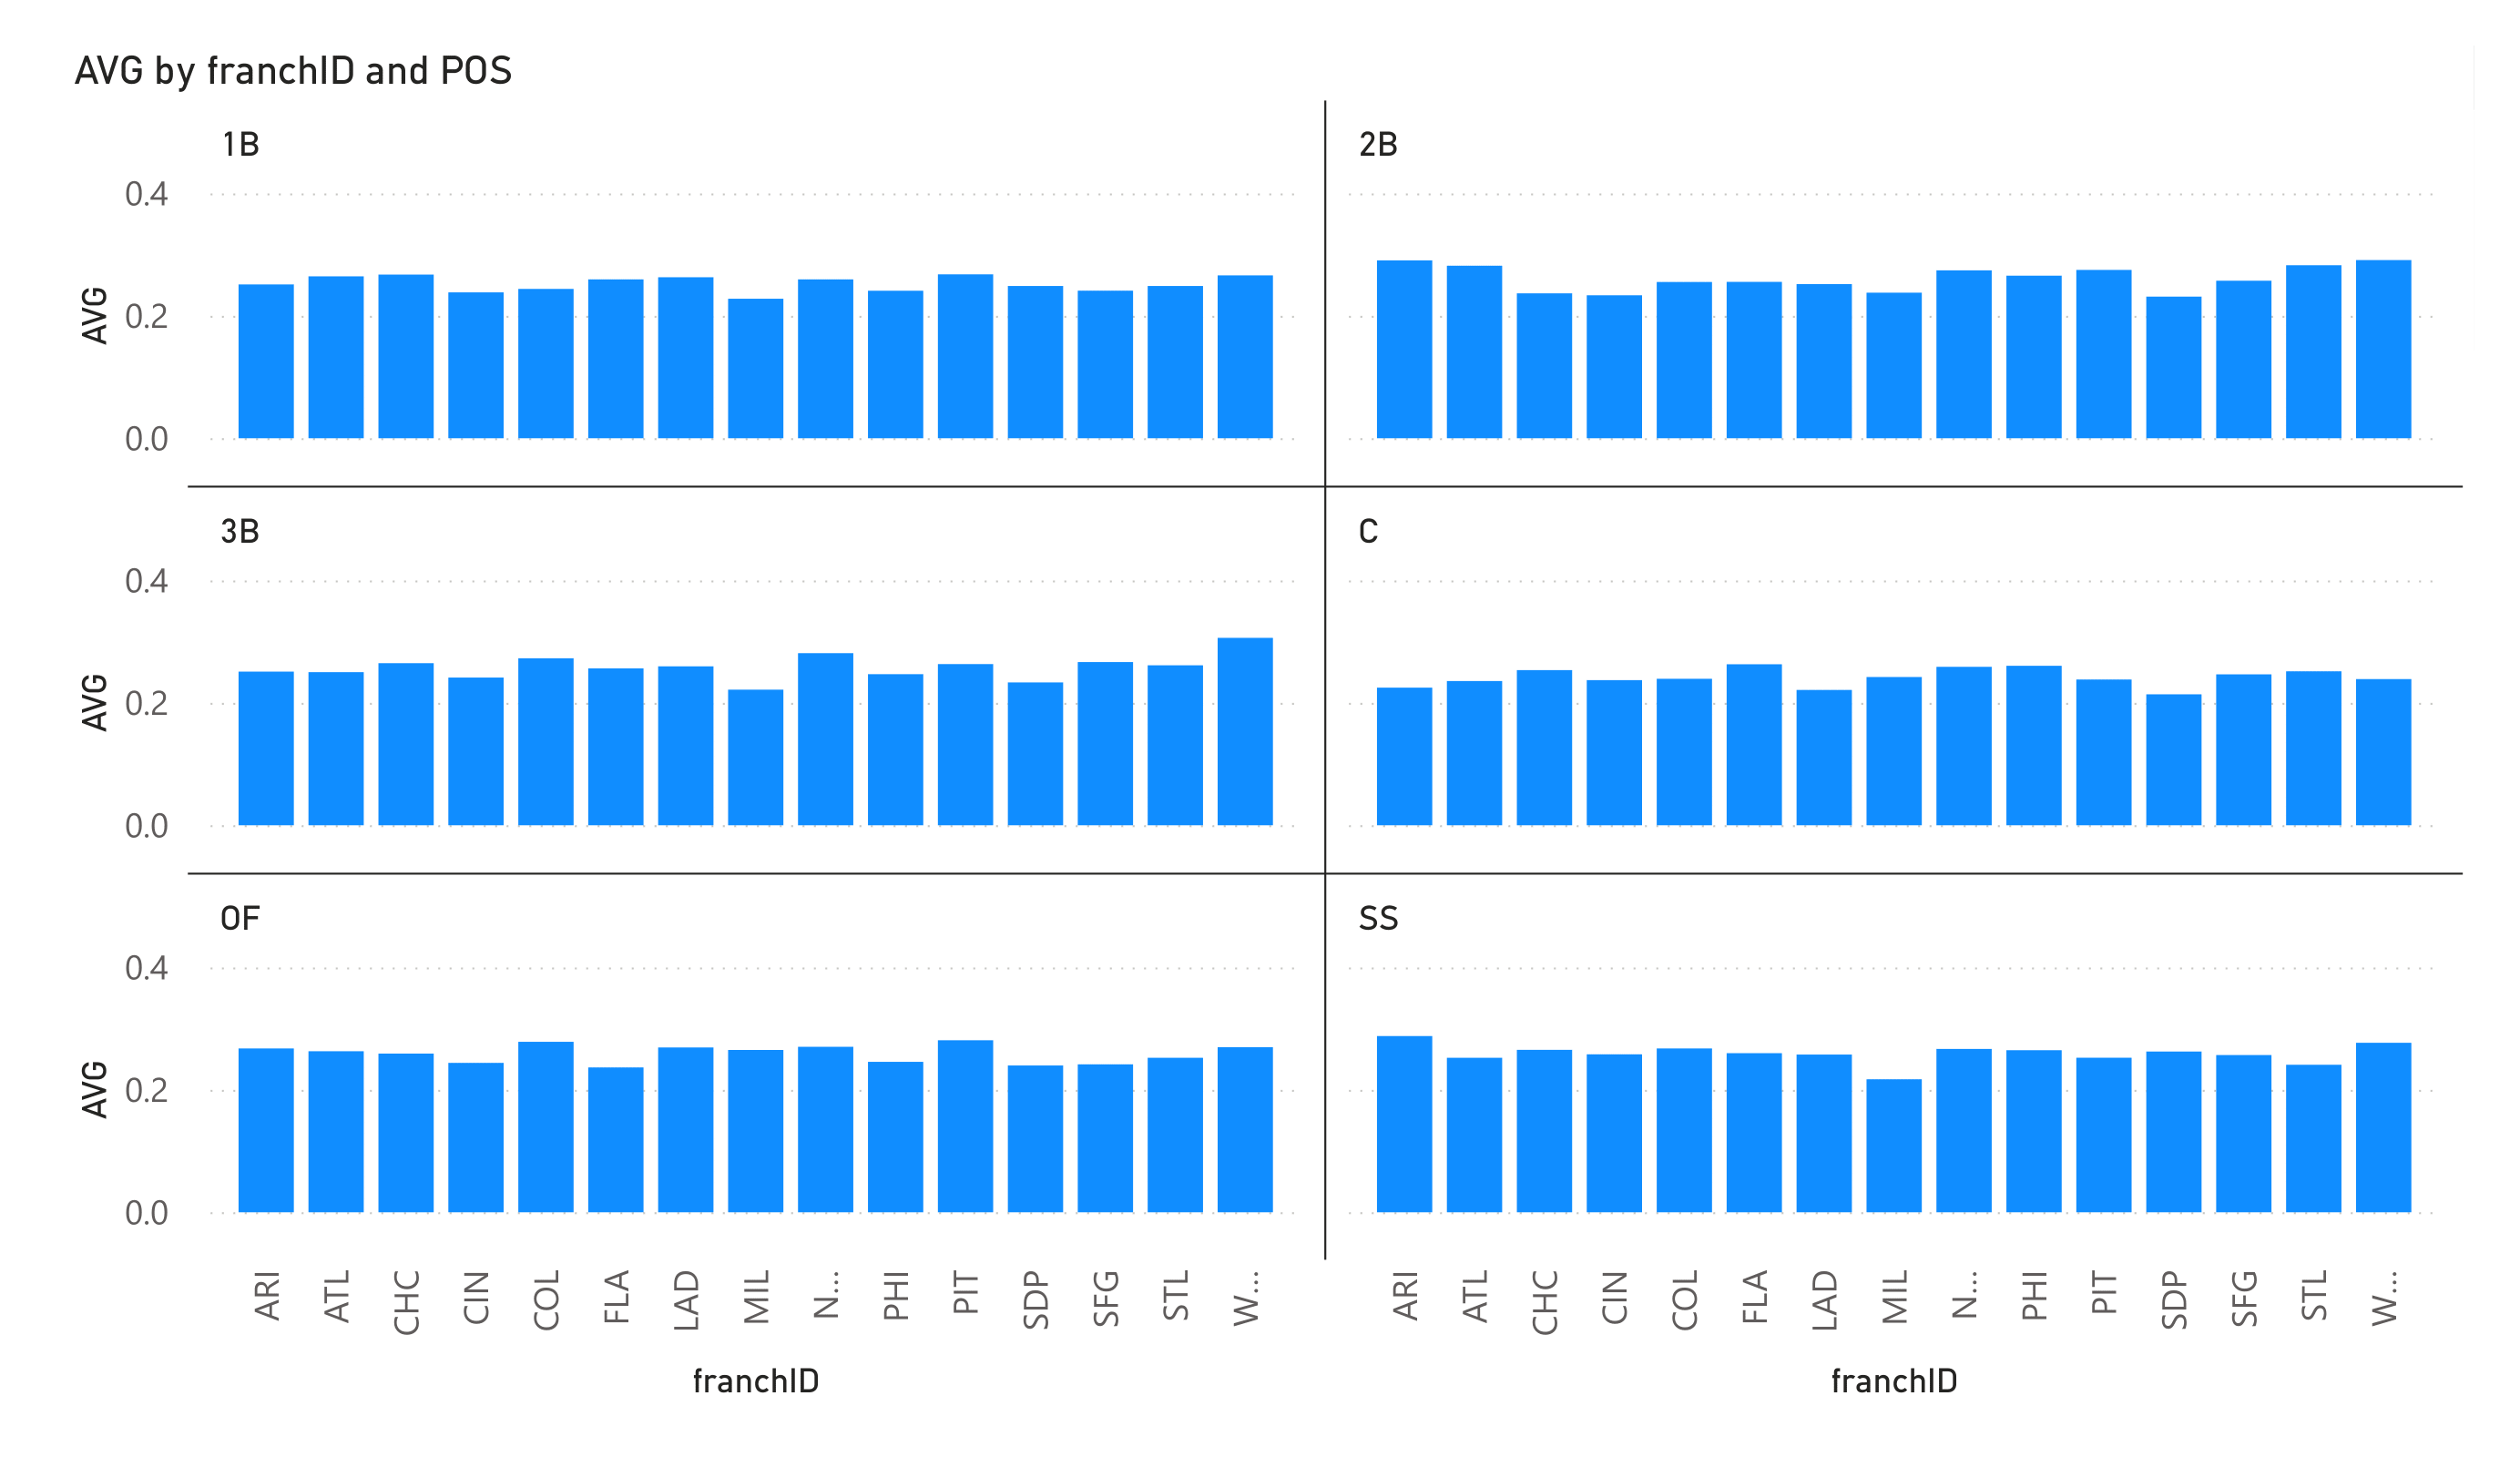 AVG by franchID and POS
1B
2B
0.4
0.2
0.0
AVG
3B
C
0.4
0.2
0.0
AVG
OF
SS
0.4
0.2
0.0
AVG
ARI ATL CHC CIN COL FLA LAD MIL N... PHI PIT SDP SFG STL W...
ARI ATL CHC CIN COL FLA LAD MIL N... PHI PIT SDP SFG STL W...
franchID
franchID